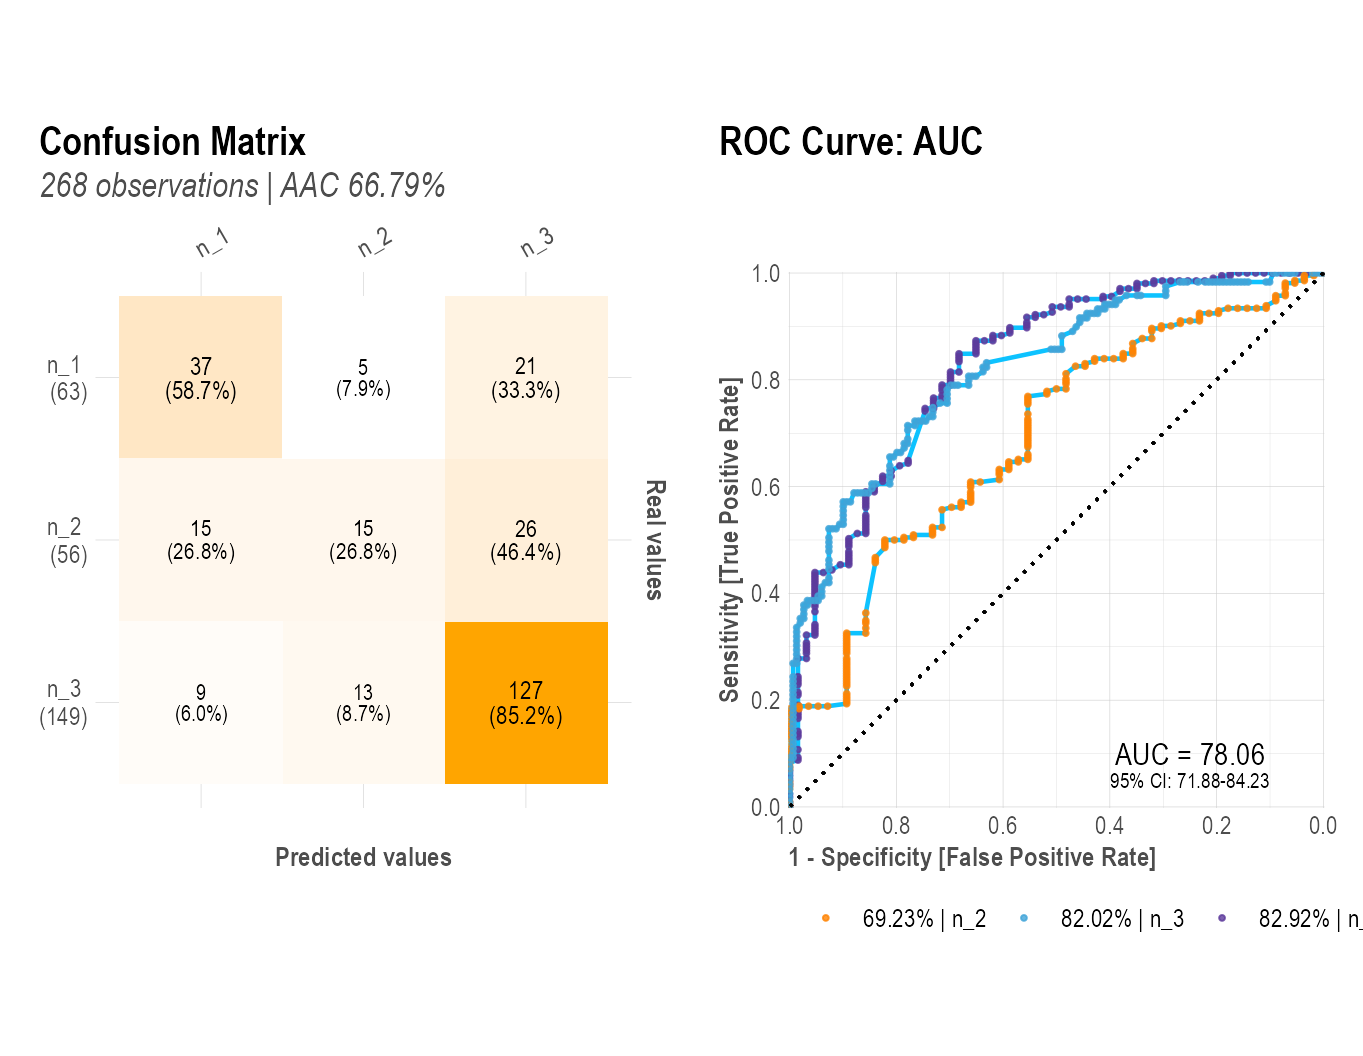 Confusion Matrix
268 observations | AAC 66.79%
n_1
n_2
n_3
n_1
(63)
37
(58.7%)
5
(7.9%)
21
(33.3%)
n_2
(56)
15
(26.8%)
15
(26.8%)
26
(46.4%)
n_3
(149)
9
(6.0%)
13
(8.7%)
127
(85.2%)
Real values
Predicted values
ROC Curve: AUC
1.0
0.8
0.6
0.4
0.2
0.0
Sensitivity [True Positive Rate]
AUC = 78.06
95% CI: 71.88-84.23
1.0
0.8
0.6
0.4
0.2
0.0
1 - Specificity [False Positive Rate]
69.23% | n_2
82.02% | n_3
82.92% | n_